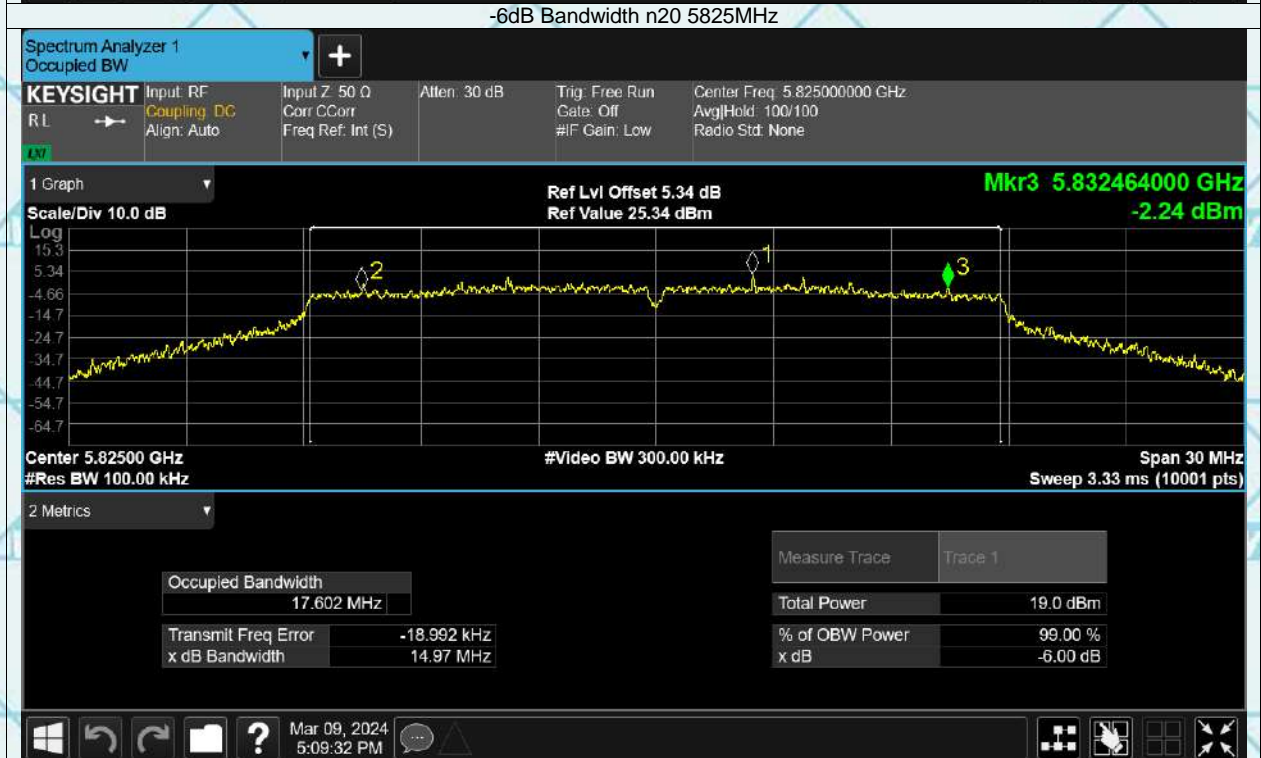 -6dB Bandwidth n20 5825MHz
Spectrum Analyzer 1
Occupied BW
+
KEYSIGHT
R L
LXI
Input: RF
Coupling: DC
Align: Auto
Input Z: 50 Ω
Corr CCorr
Freq Ref: Int (S)
Atten: 30 dB
Trig: Free Run
Gate: Off
#IF Gain: Low
Center Freq: 5.825000000 GHz
Avg|Hold: 100/100
Radio Std: None
1 Graph
Scale/Div 10.0 dB
Ref Lvl Offset 5.34 dB
Ref Value 25.34 dBm
Mkr3 5.832464000 GHz
-2.24 dBm
Log
15.3
5.34
-4.66
-14.7
-24.7
-34.7
-44.7
-54.7
-64.7
2
1
3
Center 5.82500 GHz
#Res BW 100.00 kHz
#Video BW 300.00 kHz
Span 30 MHz
Sweep 3.33 ms (10001 pts)
2 Metrics
Measure Trace Trace 1
Occupied Bandwidth
17.602 MHz
Total Power 19.0 dBm
Transmit Freq Error -18.992 kHz
% of OBW Power 99.00 %
x dB Bandwidth 14.97 MHz
x dB -6.00 dB
?
Mar 09, 2024
5:09:32 PM